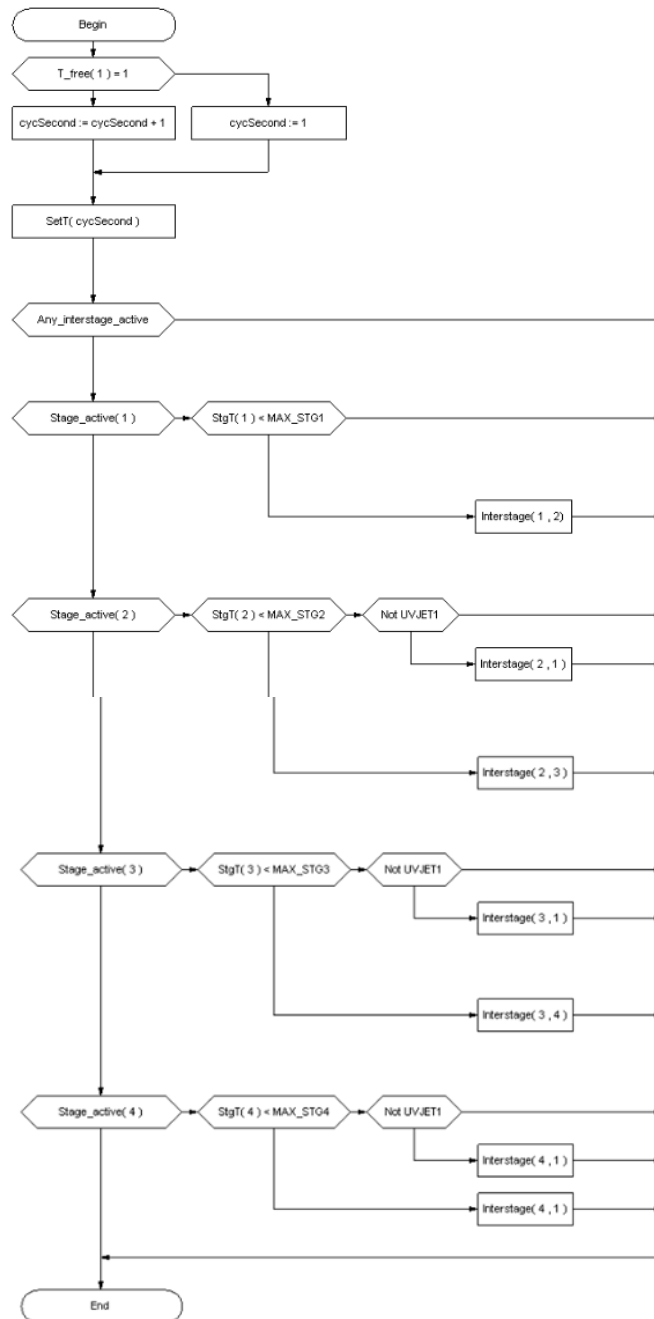 Begin
T_free( 1 ) = 1
cycSecond := cycSecond + 1
cycSecond := 1
SetT( cycSecond )
Any_interstage_active
Stage_active( 1 )
StgT( 1 ) < MAX_STG1
Interstage( 1 , 2)
Stage_active( 2 )
StgT( 2 ) < MAX_STG2
Not UVJET1
Interstage( 2 , 1 )
Interstage( 2 , 3 )
Stage_active( 3 )
StgT( 3 ) < MAX_STG3
Not UVJET1
Interstage( 3 , 1 )
Interstage( 3 , 4 )
Stage_active( 4 )
StgT( 4 ) < MAX_STG4
Not UVJET1
Interstage( 4 , 1 )
Interstage( 4 , 1 )
End